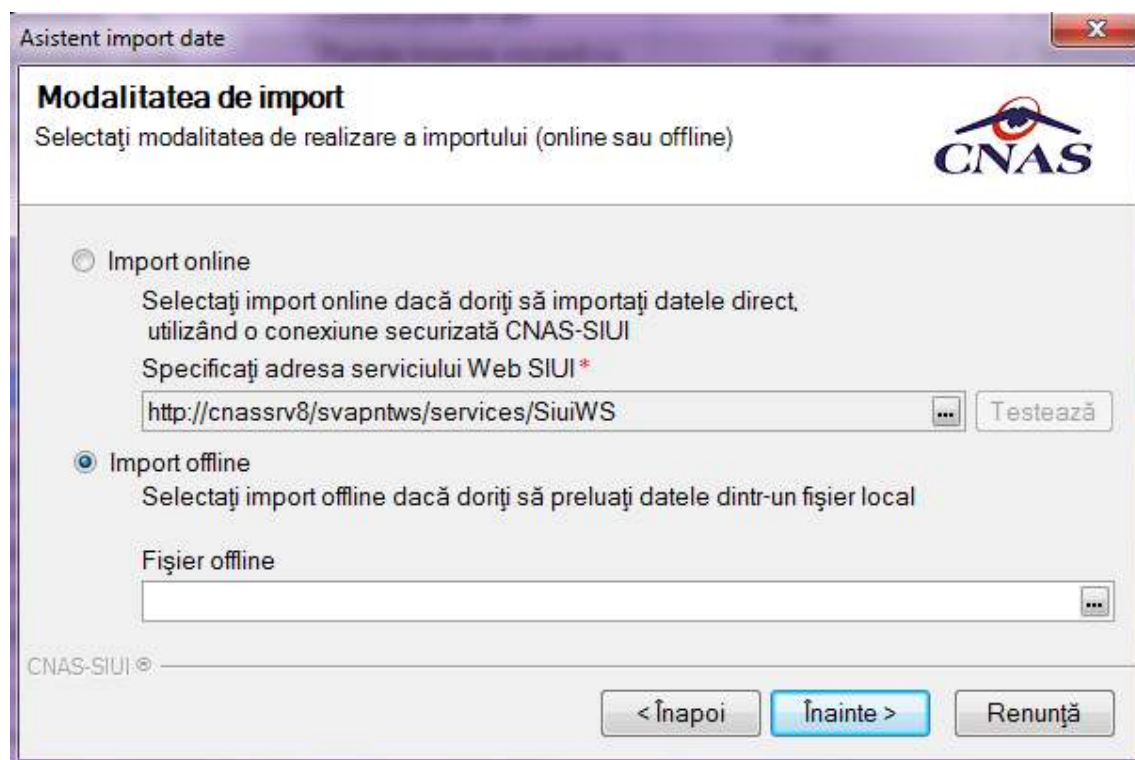 Asistent import date
Modalitatea de import
Selectaţi modalitatea de realizare a importului (online sau offline)
CNAS
Import online
Selectaţi import online dacă doriţi să importaţi datele direct,
utilizând o conexiune securizată CNAS-SIUI
Specificaţi adresa serviciului Web SIUI*
http://cnassrv8/svapntws/services/SiuiWS ... Testează
Import offline
Selectaţi import offline dacă doriţi să preluaţi datele dintr-un fişier local
Fişier offline
...
CNAS-SIUI ®
< Înapoi Înainte > Renunţă